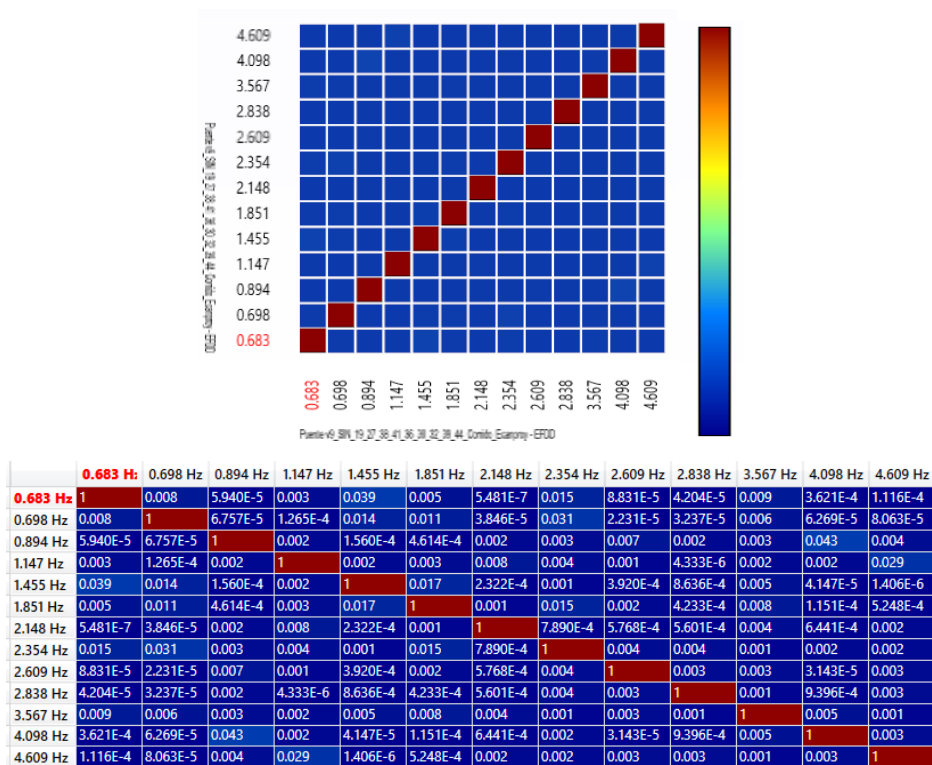 4.609
4.098
3.567
2.838
2.609
2.354
2.148
1.851
1.455
1.147
0.894
0.698
0.683
0.683 0.698 0.894 1.147 1.455 1.851 2.148 2.354 2.609 2.838 3.567 4.098 4.609
0.683 Hz 0.698 Hz 0.894 Hz 1.147 Hz 1.455 Hz 1.851 Hz 2.148 Hz 2.354 Hz 2.609 Hz 2.838 Hz 3.567 Hz 4.098 Hz 4.609 Hz
0.683 Hz 1 0.008 5.940E-5 0.003 0.039 0.005 5.481E-7 0.015 8.831E-5 4.204E-5 0.009 3.621E-4 1.116E-4
0.698 Hz 0.008 1 6.757E-5 1.265E-4 0.014 0.011 3.846E-5 0.031 2.231E-5 3.237E-5 0.006 6.269E-5 8.063E-5
0.894 Hz 5.940E-5 6.757E-5 1 0.002 1.560E-4 4.614E-4 0.002 0.003 0.007 0.002 0.003 0.043 0.004
1.147 Hz 0.003 1.265E-4 0.002 1 0.002 0.003 0.008 0.004 0.001 4.333E-6 0.002 0.002 0.029
1.455 Hz 0.039 0.014 1.560E-4 0.002 1 0.017 2.322E-4 0.001 3.920E-4 8.636E-4 0.005 4.147E-5 1.406E-6
1.851 Hz 0.005 0.011 4.614E-4 0.003 0.017 1 0.001 0.015 0.002 4.233E-4 0.008 1.151E-4 5.248E-4
2.148 Hz 5.481E-7 3.846E-5 0.002 0.008 2.322E-4 0.001 1 7.890E-4 5.768E-4 5.601E-4 0.004 6.441E-4 0.002
2.354 Hz 0.015 0.031 0.003 0.004 0.001 0.015 7.890E-4 1 0.004 0.004 0.001 0.002 0.002
2.609 Hz 8.831E-5 2.231E-5 0.007 0.001 3.920E-4 0.002 5.768E-4 0.004 1 0.003 0.003 3.143E-5 0.003
2.838 Hz 4.204E-5 3.237E-5 0.002 4.333E-6 8.636E-4 4.233E-4 5.601E-4 0.004 0.003 1 0.001 9.396E-4 0.003
3.567 Hz 0.009 0.006 0.003 0.002 0.005 0.008 0.004 0.001 0.003 0.001 1 0.005 0.001
4.098 Hz 3.621E-4 6.269E-5 0.043 0.002 4.147E-5 1.151E-4 6.441E-4 0.002 3.143E-5 9.396E-4 0.005 1 0.003
4.609 Hz 1.116E-4 8.063E-5 0.004 0.029 1.406E-6 5.248E-4 0.002 0.002 0.003 0.003 0.001 0.003 1